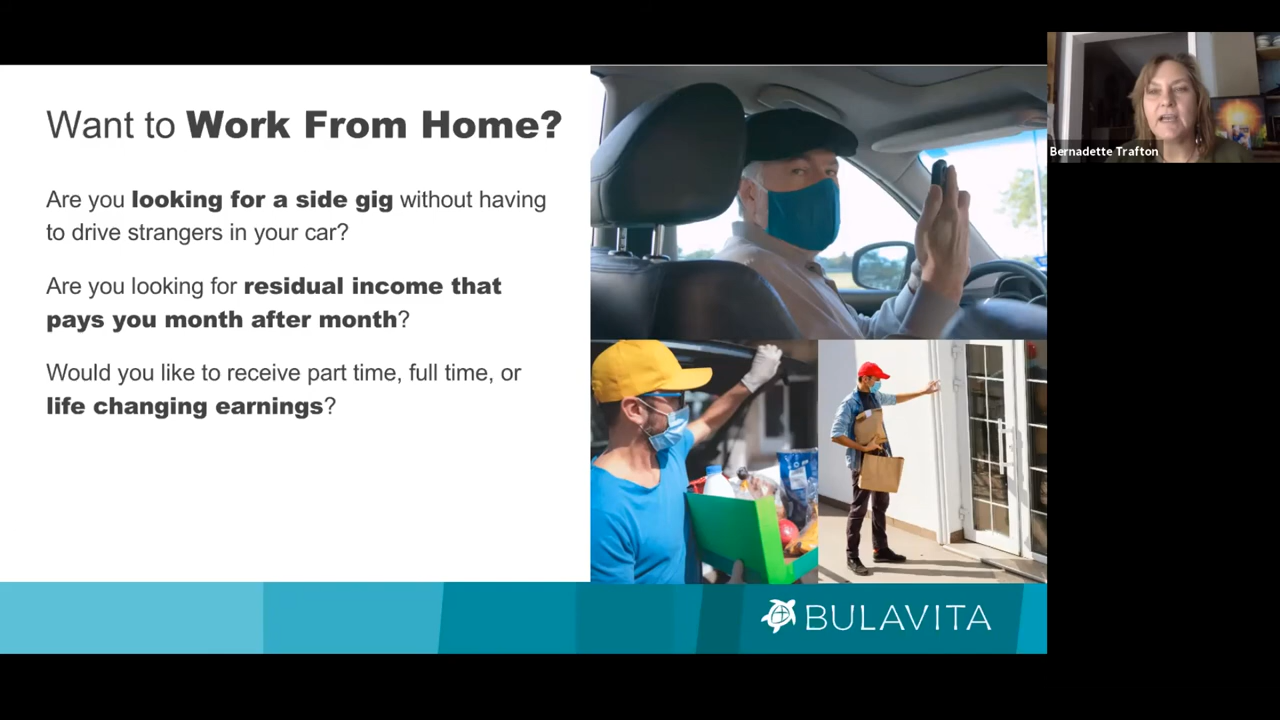 Want to Work From Home?
Are you looking for a side gig without having
to drive strangers in your car?
Are you looking for residual income that
pays you month after month?
Would you like to receive part time, full time, or
life changing earnings?
BULAVITA
Bernadette Trafton